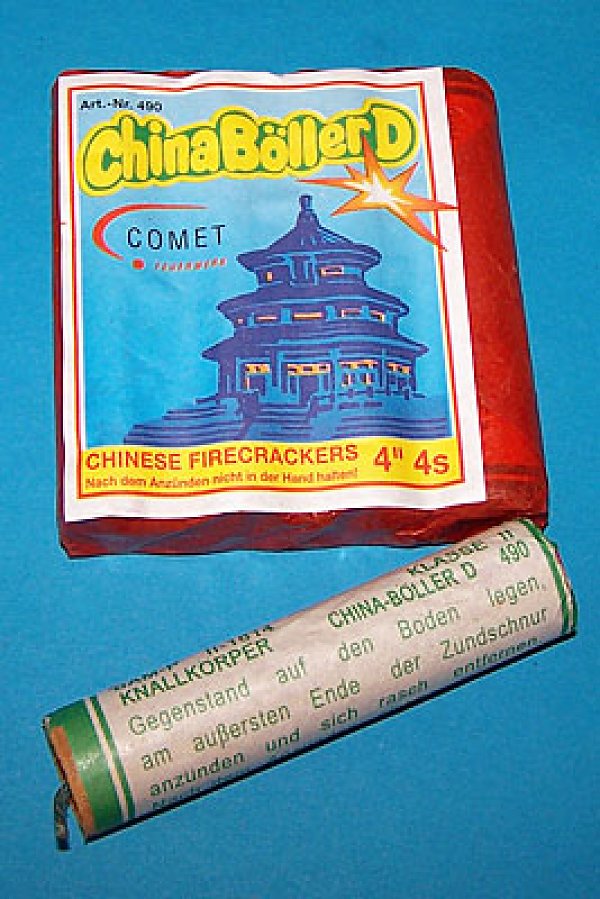 Art.-Nr. 490
ChinaBöllerD
COMET
FEUERWERK
CHINESE FIRECRACKERS 4" 4s
Nach dem Anzünden nicht in der Hand halten!
KLASSE II
KNALLKÖRPER CHINA-BÖLLER D 490
Gegenstand auf den Boden legen,
am äußersten Ende der Zündschnur
anzünden und sich rasch entfernen.